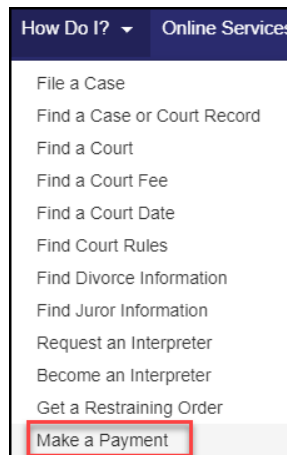 How Do I? Online Services
File a Case
Find a Case or Court Record
Find a Court
Find a Court Fee
Find a Court Date
Find Court Rules
Find Divorce Information
Find Juror Information
Request an Interpreter
Become an Interpreter
Get a Restraining Order
Make a Payment